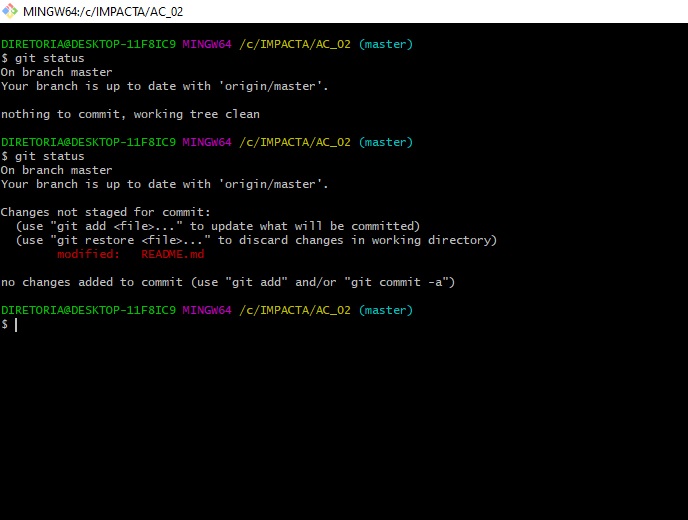 MINGW64:/c/IMPACTA/AC_02
DIRETORIA@DESKTOP-11F8IC9 MINGW64 /c/IMPACTA/AC_02 (master)
$ git status
On branch master
Your branch is up to date with 'origin/master'.
nothing to commit, working tree clean
DIRETORIA@DESKTOP-11F8IC9 MINGW64 /c/IMPACTA/AC_02 (master)
$ git status
On branch master
Your branch is up to date with 'origin/master'.
Changes not staged for commit:
(use "git add <file>..." to update what will be committed)
(use "git restore <file>..." to discard changes in working directory)
modified: README.md
no changes added to commit (use "git add" and/or "git commit -a")
DIRETORIA@DESKTOP-11F8IC9 MINGW64 /c/IMPACTA/AC_02 (master)
$